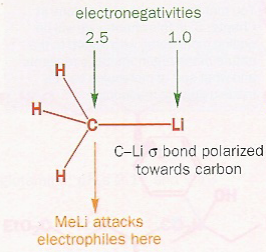 electronegativities
2.5 1.0
H
H
C Li
H
C–Li σ bond polarized
towards carbon
MeLi attacks
electrophiles here